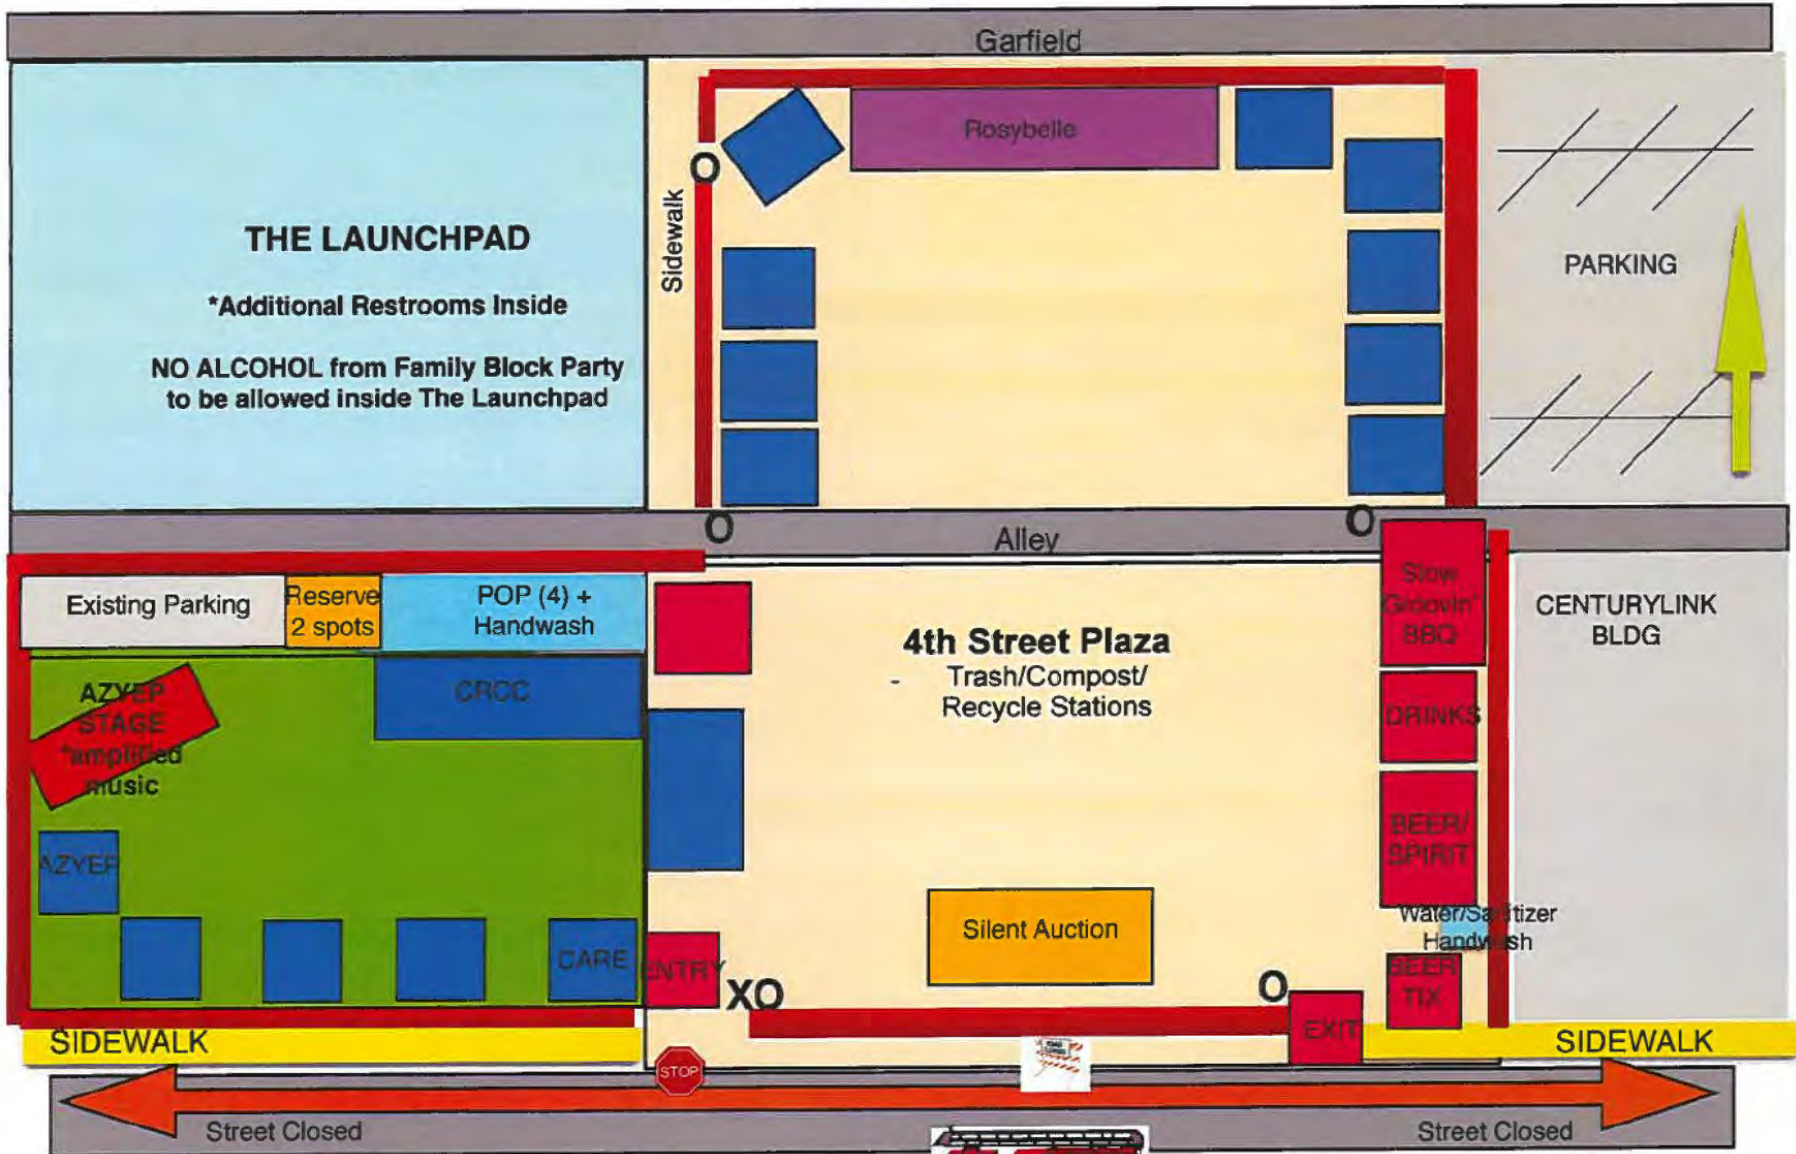 Garfield
Rosybelle
O
Sidewalk
THE LAUNCHPAD
*Additional Restrooms Inside
NO ALCOHOL from Family Block Party
to be allowed inside The Launchpad
PARKING
O
O
Alley
Existing Parking
Reserve
2 spots
POP (4) +
Handwash
4th Street Plaza
Trash/Compost/
Recycle Stations
Slow
Groovin'
BBQ
CENTURYLINK
BLDG
AZYEP
STAGE
*amplified
music
CRCC
DRINKS
AZYEP
BEER/
SPIRIT
Water/Sanitizer
Handwash
Silent Auction
CARE
ENTRY
XO
O
BEER
TIX
EXIT
SIDEWALK
SIDEWALK
STOP
Street Closed
Street Closed